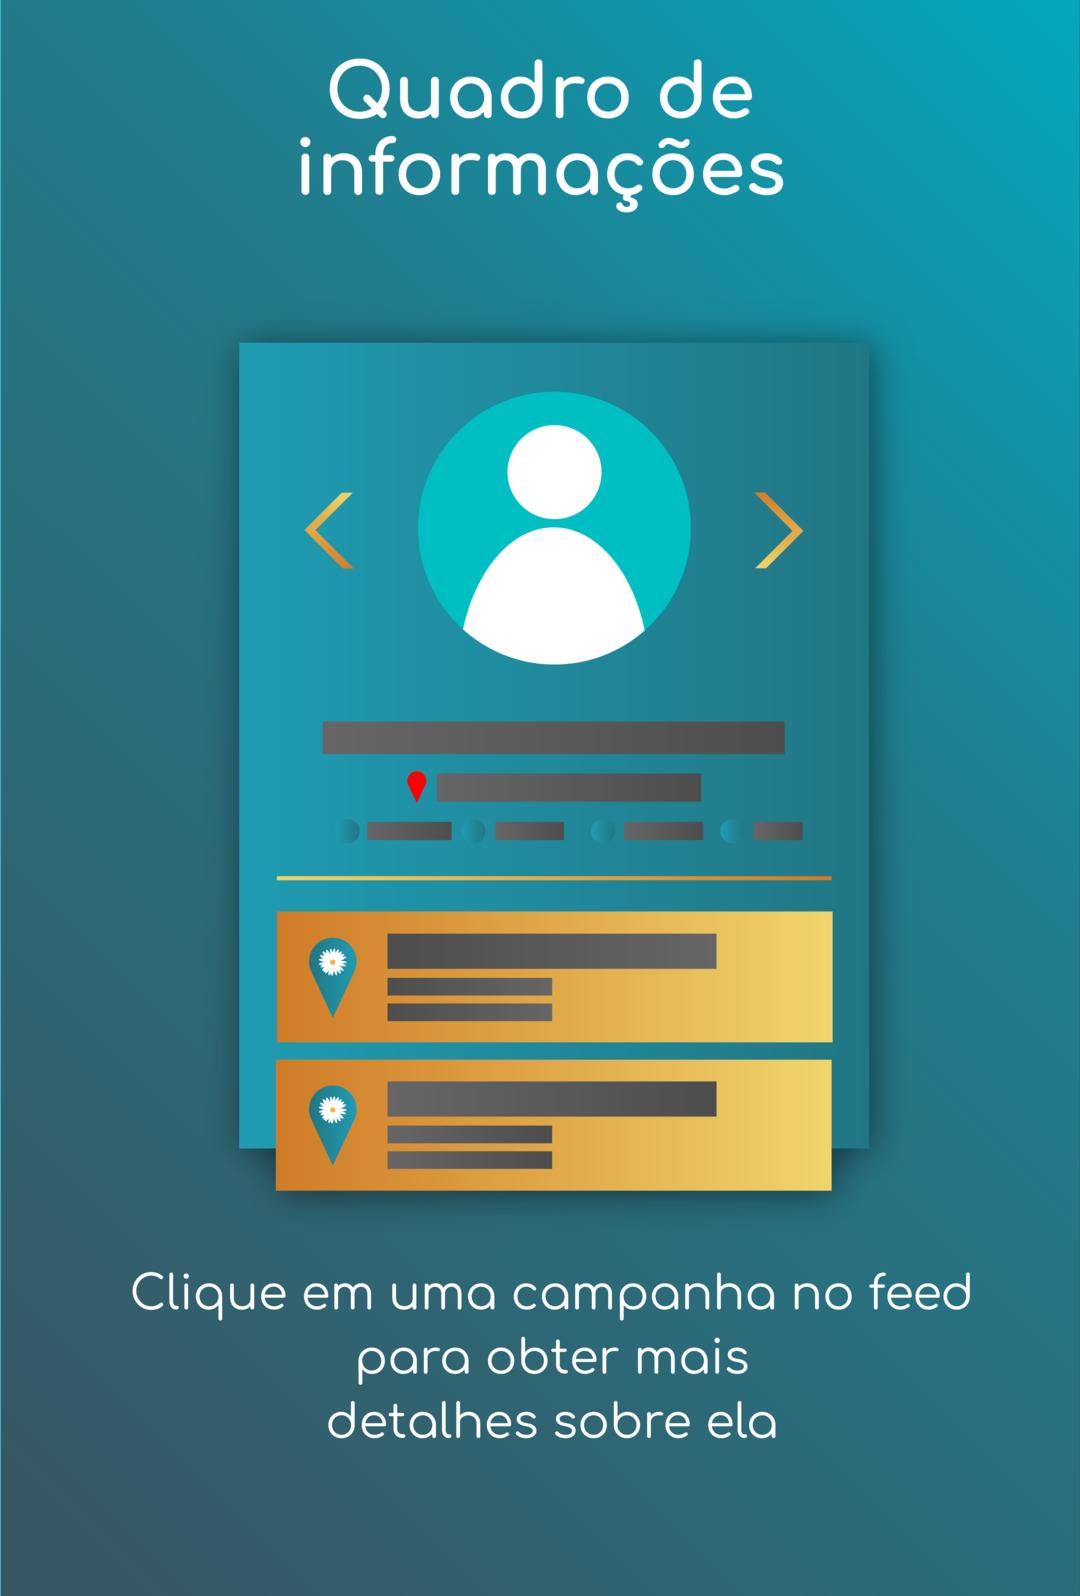 Quadro de
informações
Clique em uma campanha no feed
para obter mais
detalhes sobre ela